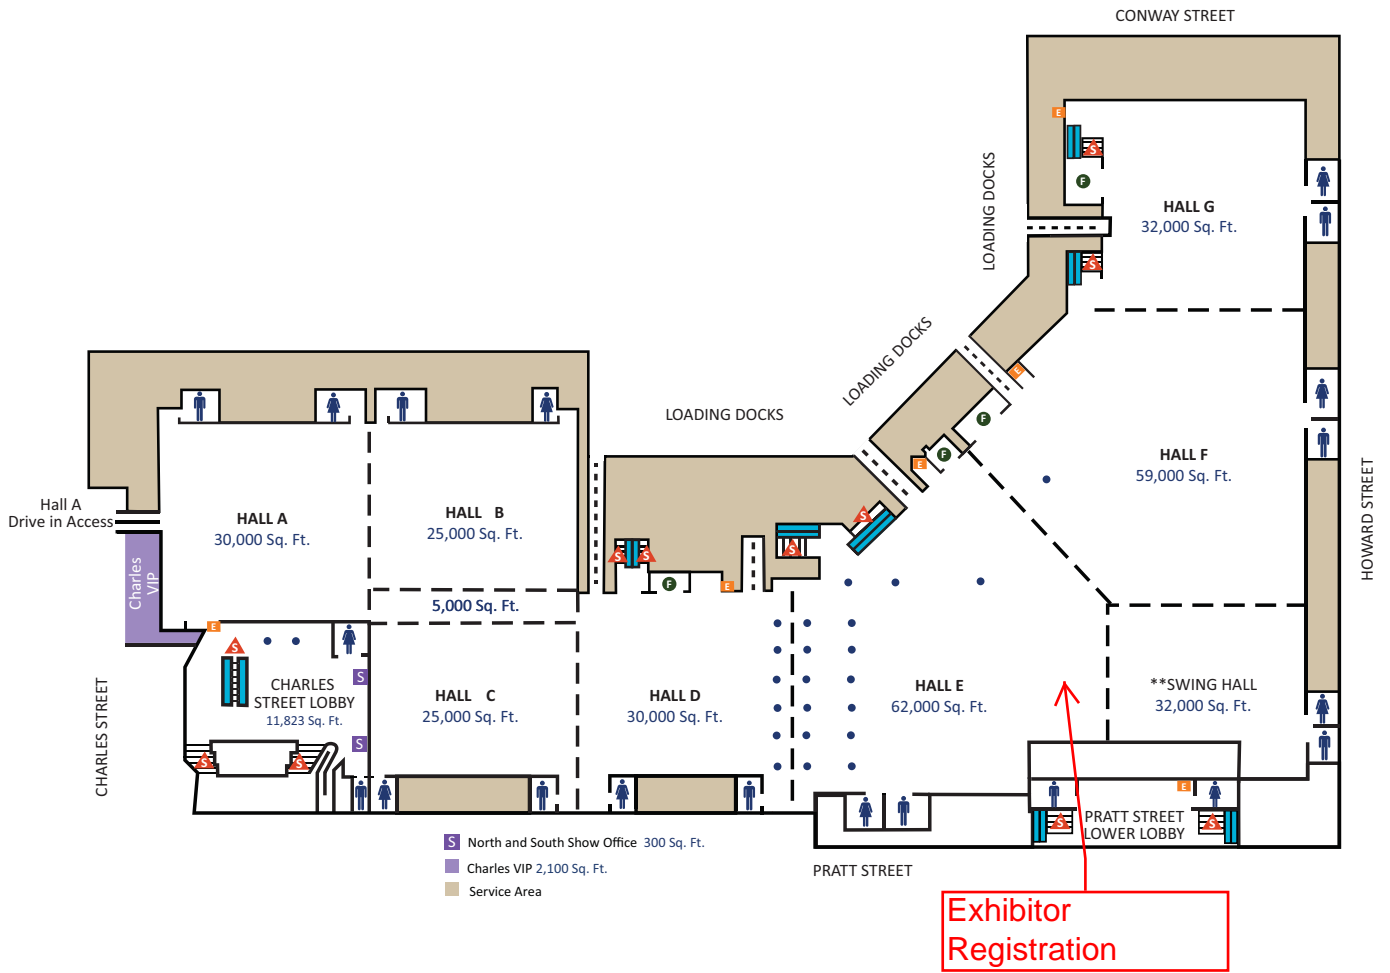 CONWAY STREET
E
S
LOADING DOCKS
F
HALL G
32,000 Sq. Ft.
S
LOADING DOCKS
E
LOADING DOCKS
F
F
E
HALL F
59,000 Sq. Ft.
HOWARD STREET
Hall A
Drive in Access
HALL A
30,000 Sq. Ft.
HALL B
25,000 Sq. Ft.
S
S
S
S
F
E
Charles
VIP
5,000 Sq. Ft.
E
S
CHARLES STREET
CHARLES
STREET LOBBY
11,823 Sq. Ft.
S
S
S
S
HALL C
25,000 Sq. Ft.
HALL D
30,000 Sq. Ft.
HALL E
62,000 Sq. Ft.
**SWING HALL
32,000 Sq. Ft.
E
S
PRATT STREET
LOWER LOBBY
S
S North and South Show Office 300 Sq. Ft.
Charles VIP 2,100 Sq. Ft.
Service Area
PRATT STREET
Exhibitor
Registration